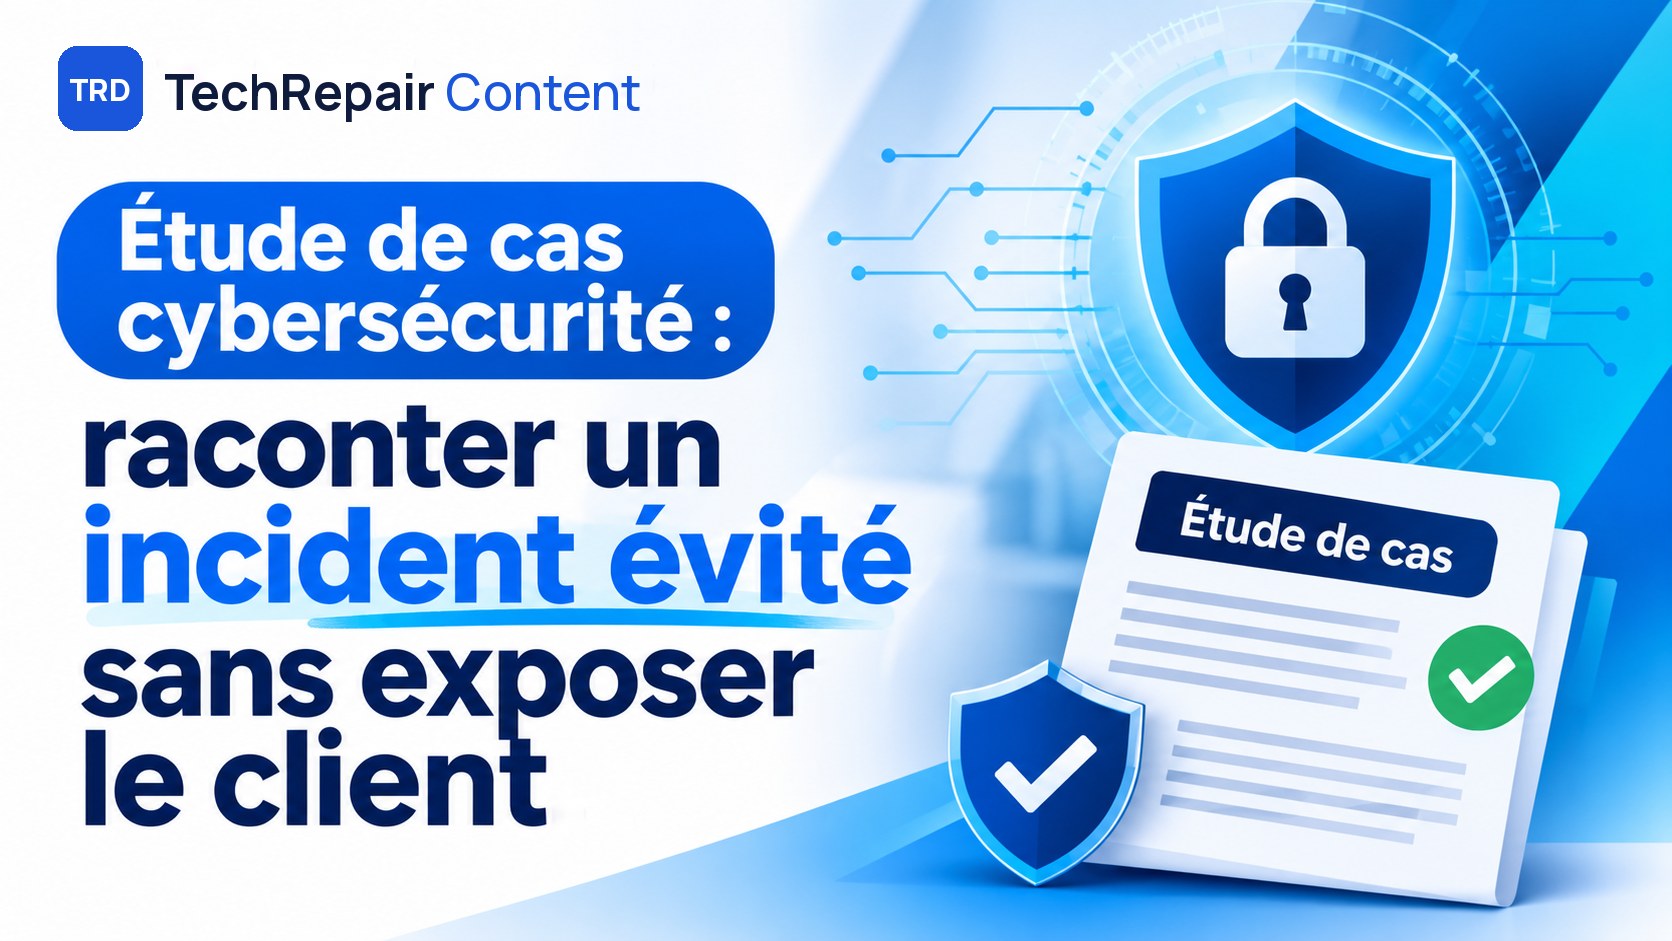 TRD TechRepair Content
Étude de cas
cybersécurité :
raconter un
incident évité
sans exposer
le client
Étude de cas